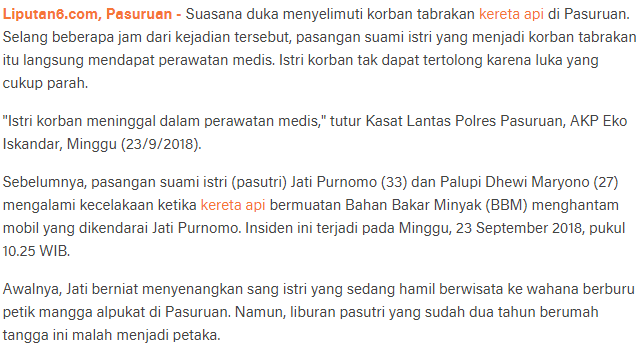 Liputan6.com, Pasuruan - Suasana duka menyelimuti korban tabrakan kereta api di Pasuruan.
Selang beberapa jam dari kejadian tersebut, pasangan suami istri yang menjadi korban tabrakan
itu langsung mendapat perawatan medis. Istri korban tak dapat tertolong karena luka yang
cukup parah.
"Istri korban meninggal dalam perawatan medis," tutur Kasat Lantas Polres Pasuruan, AKP Eko
Iskandar, Minggu (23/9/2018).
Sebelumnya, pasangan suami istri (pasutri) Jati Purnomo (33) dan Palupi Dhewi Maryono (27)
mengalami kecelakaan ketika kereta api bermuatan Bahan Bakar Minyak (BBM) menghantam
mobil yang dikendarai Jati Purnomo. Insiden ini terjadi pada Minggu, 23 September 2018, pukul
10.25 WIB.
Awalnya, Jati berniat menyenangkan sang istri yang sedang hamil berwisata ke wahana berburu
petik mangga alpukat di Pasuruan. Namun, liburan pasutri yang sudah dua tahun berumah
tangga ini malah menjadi petaka.